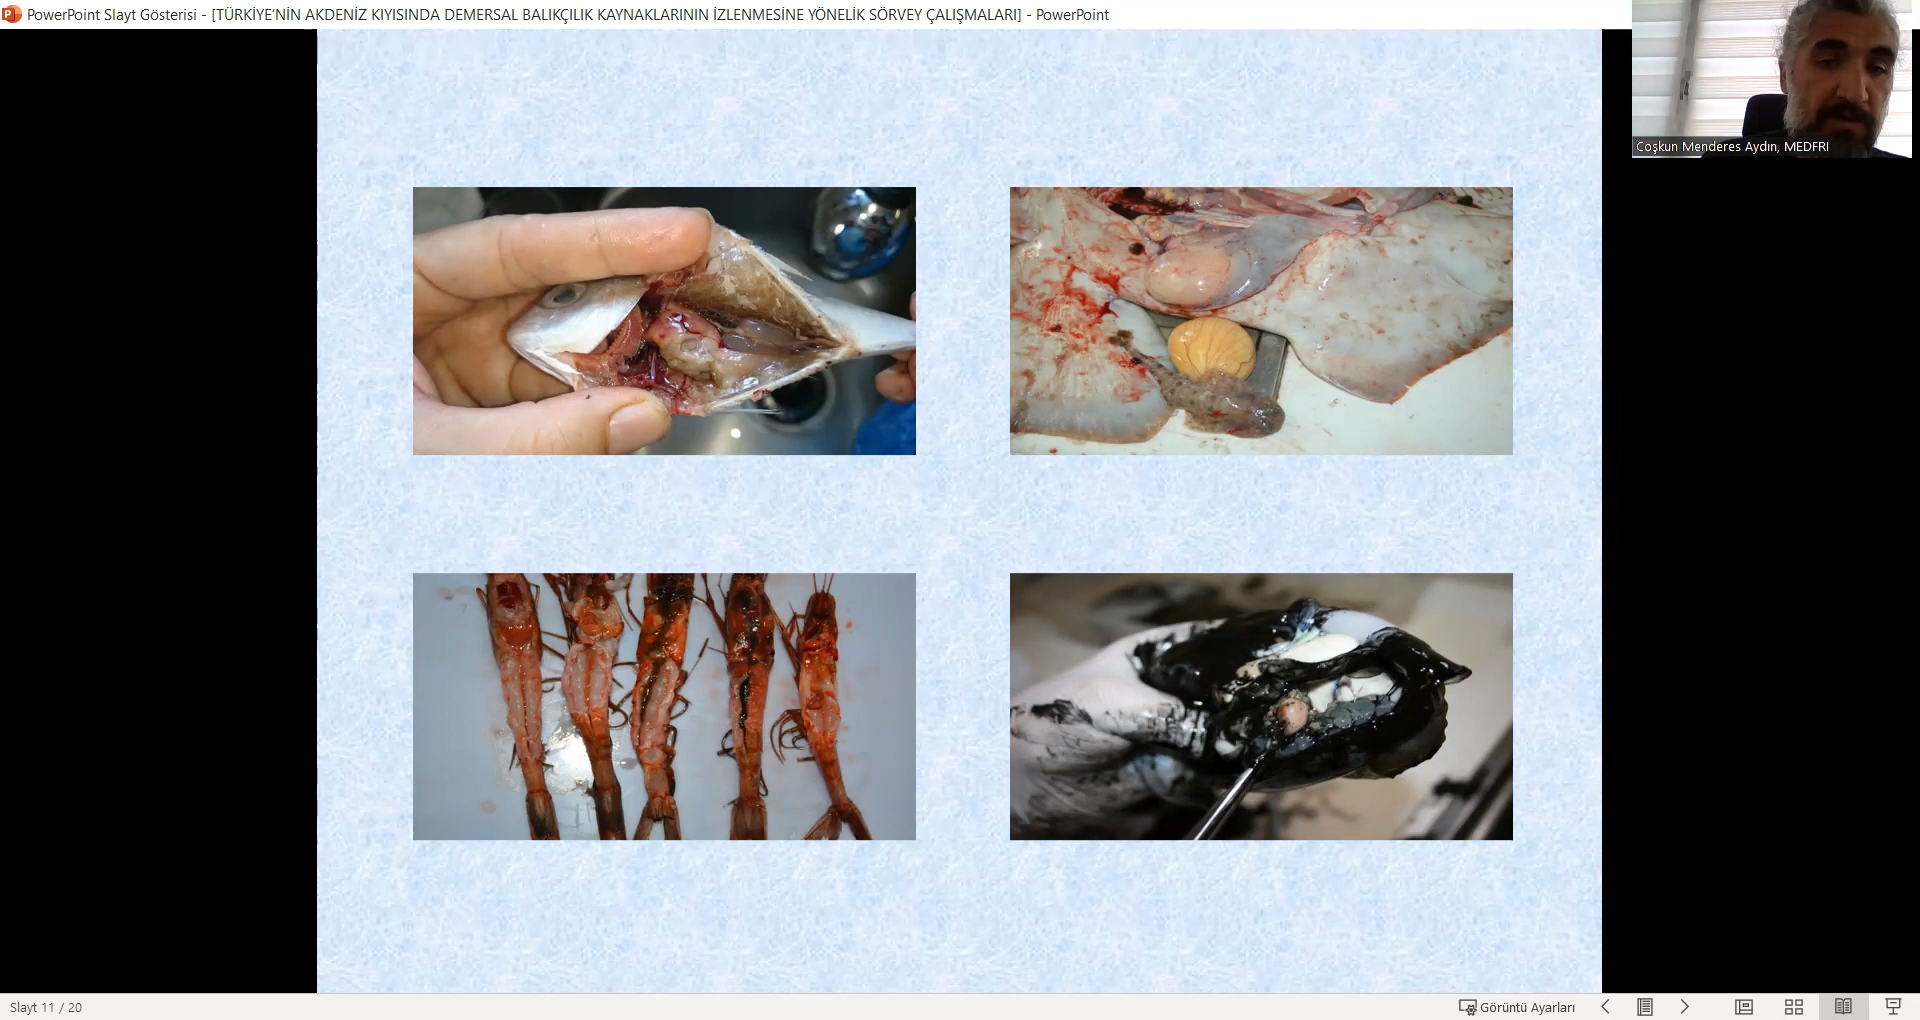 PowerPoint Slayt Gösterisi - [TÜRKİYE'NİN AKDENİZ KIYISINDA DEMERSAL BALIKÇILIK KAYNAKLARININ İZLENMESİNE YÖNELİK SÖRVEY ÇALIŞMALARI] - PowerPoint
Coşkun Menderes Aydın, MEDFRI
Slayt 11 / 20
Görüntü Ayarları